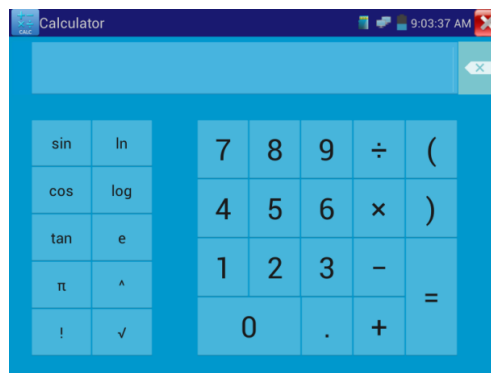 CALC Calculator 9:03:37 AM
sin ln 7 8 9 ÷ (
cos log 4 5 6 × )
tan e 1 2 3 −
π ^ =
! √ 0 . +